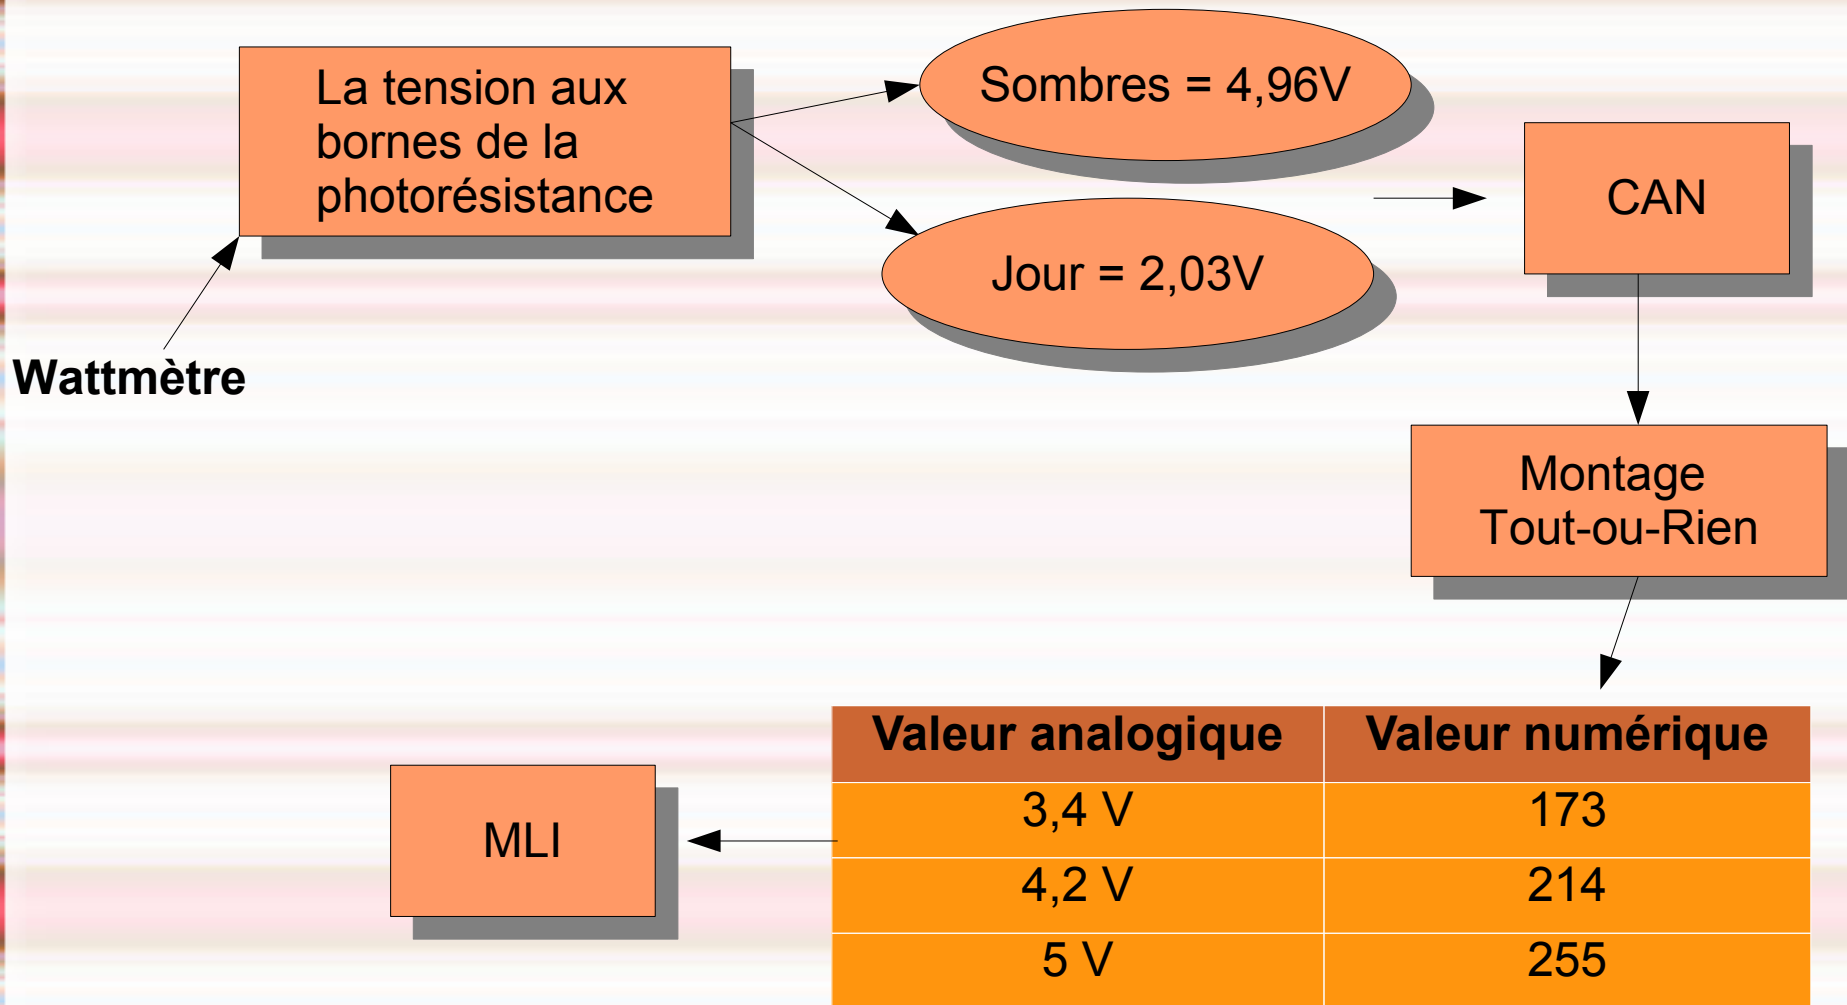 La tension aux
bornes de la
photorésistance
Sombres = 4,96V
Jour = 2,03V
CAN
Wattmètre
Montage
Tout-ou-Rien
Valeur analogique Valeur numérique
3,4 V 173
4,2 V 214
5 V 255
MLI